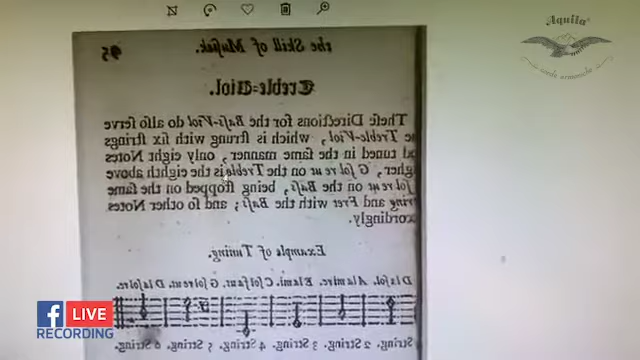 the Skill of Musick. 95
Treble=Viol.
These Directions for the Bass-Viol do also serve
Treble-Viol, which is strung with six strings
tuned in the same manner, only eight Notes
G sol re ut on the Treble is the eighth above
sol re ut on the Bass, being stopped on the same
and Fret with the Bass; and so other Notes
Example of Tuning.
D la sol. A la mi re. E la mi. C sol fa ut. G sol re ut. D la sol re.
String 2 String. 3 String. 4 String. 5 String. 6 String.
Aquila
corde armoniche
LIVE
RECORDING